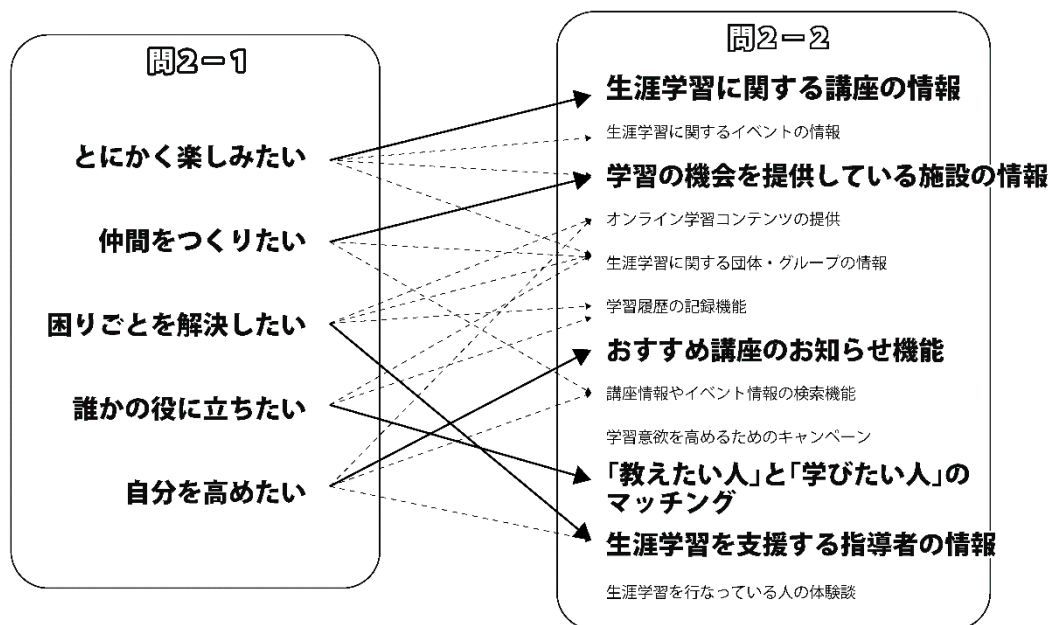 問2－1
とにかく楽しみたい
仲間をつくりたい
困りごとを解決したい
誰かの役に立ちたい
自分を高めたい
問2－2
生涯学習に関する講座の情報
生涯学習に関するイベントの情報
学習の機会を提供している施設の情報
オンライン学習コンテンツの提供
生涯学習に関する団体・グループの情報
学習履歴の記録機能
おすすめ講座のお知らせ機能
講座情報やイベント情報の検索機能
学習意欲を高めるためのキャンペーン
「教えたい人」と「学びたい人」の
マッチング
生涯学習を支援する指導者の情報
生涯学習を行なっている人の体験談